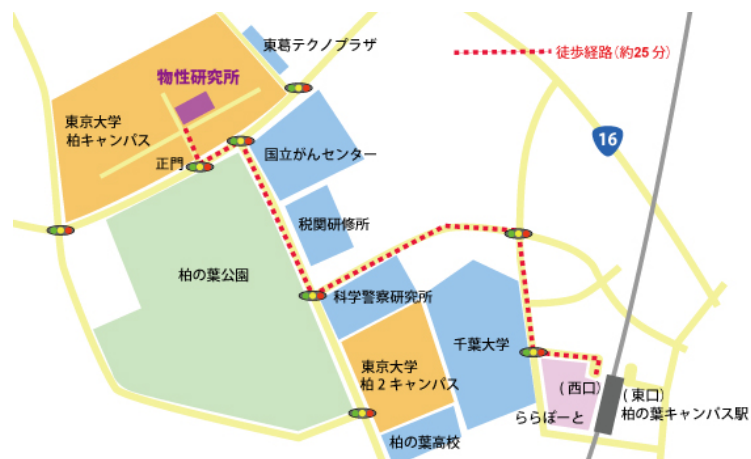 東葛テクノプラザ
徒歩経路(約25分)
物性研究所
東京大学
柏キャンパス
16
国立がんセンター
正門
税関研修所
柏の葉公園
科学警察研究所
千葉大学
東京大学
柏2キャンパス
(西口)
(東口)
ららぽーと
柏の葉キャンパス駅
柏の葉高校